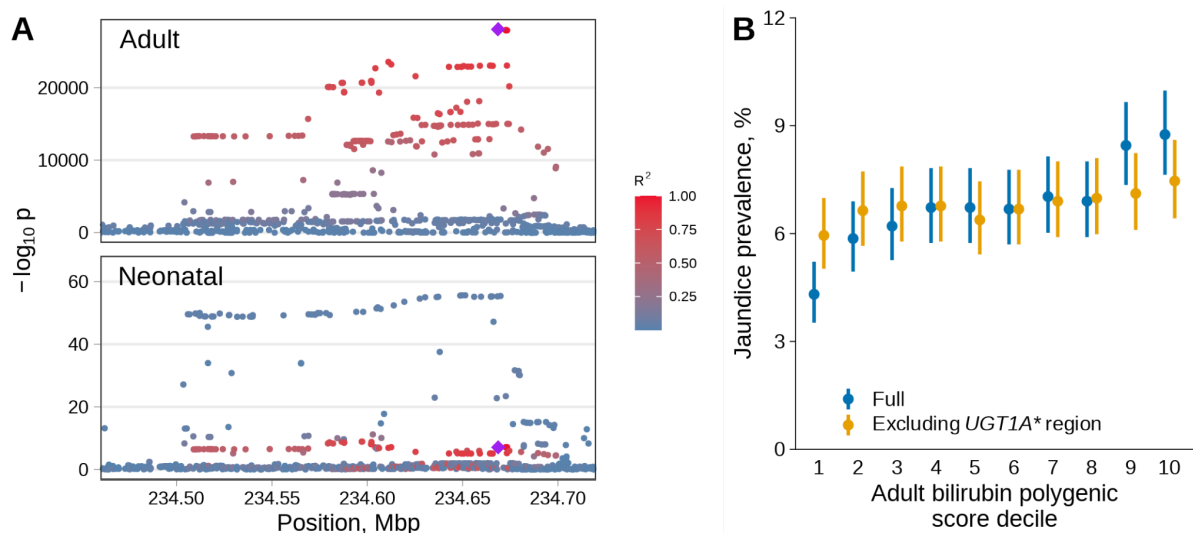 A
Adult
20000
10000
0
Neonatal
60
40
20
0
− log10 p
234.50 234.55 234.60 234.65 234.70
Position, Mbp
R2
1.00
0.75
0.50
0.25
B
12
9
6
3
0
Jaundice prevalence, %
Full
Excluding UGT1A* region
1 2 3 4 5 6 7 8 9 10
Adult bilirubin polygenic
score decile